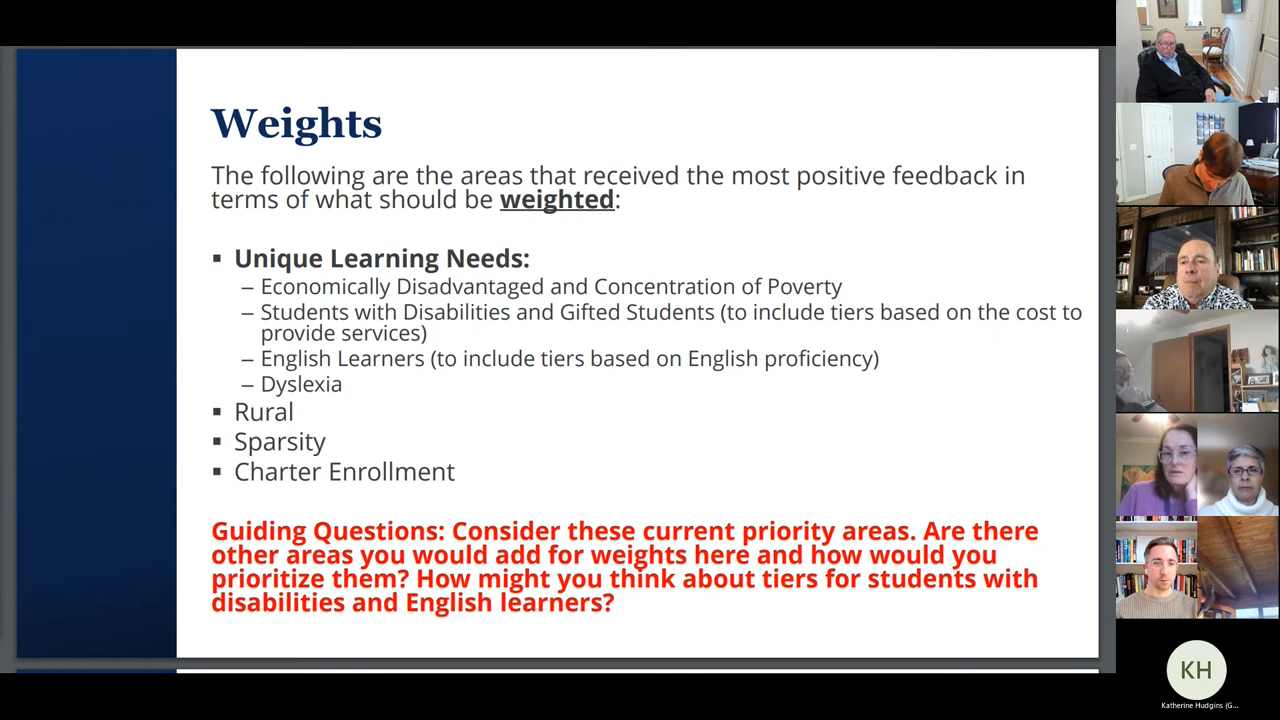 Weights
The following are the areas that received the most positive feedback in
terms of what should be weighted:
▪ Unique Learning Needs:
– Economically Disadvantaged and Concentration of Poverty
– Students with Disabilities and Gifted Students (to include tiers based on the cost to
provide services)
– English Learners (to include tiers based on English proficiency)
– Dyslexia
▪ Rural
▪ Sparsity
▪ Charter Enrollment
Guiding Questions: Consider these current priority areas. Are there
other areas you would add for weights here and how would you
prioritize them? How might you think about tiers for students with
disabilities and English learners?
KH
Katherine Hudgins (G...